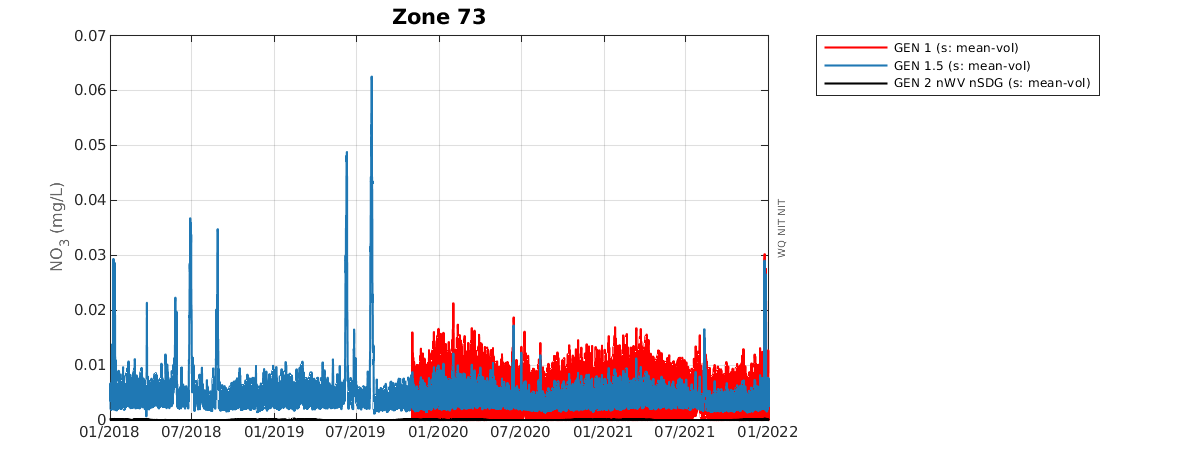 Zone 73
0.07
0.06
0.05
0.04
0.03
0.02
0.01
0
NO3 (mg/L)
01/2018 07/2018 01/2019 07/2019 01/2020 07/2020 01/2021 07/2021 01/2022
WQ NIT NIT
GEN 1 (s: mean-vol)
GEN 1.5 (s: mean-vol)
GEN 2 nWV nSDG (s: mean-vol)